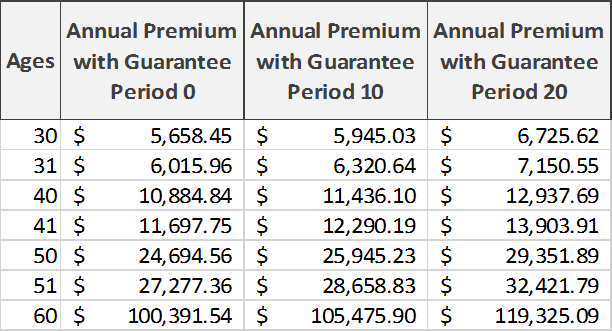 Ages Annual Premium with Guarantee Period 0 Annual Premium with Guarantee Period 10 Annual Premium with Guarantee Period 20
30 $ 5,658.45 $ 5,945.03 $ 6,725.62
31 $ 6,015.96 $ 6,320.64 $ 7,150.55
40 $ 10,884.84 $ 11,436.10 $ 12,937.69
41 $ 11,697.75 $ 12,290.19 $ 13,903.91
50 $ 24,694.56 $ 25,945.23 $ 29,351.89
51 $ 27,277.36 $ 28,658.83 $ 32,421.79
60 $ 100,391.54 $ 105,475.90 $ 119,325.09